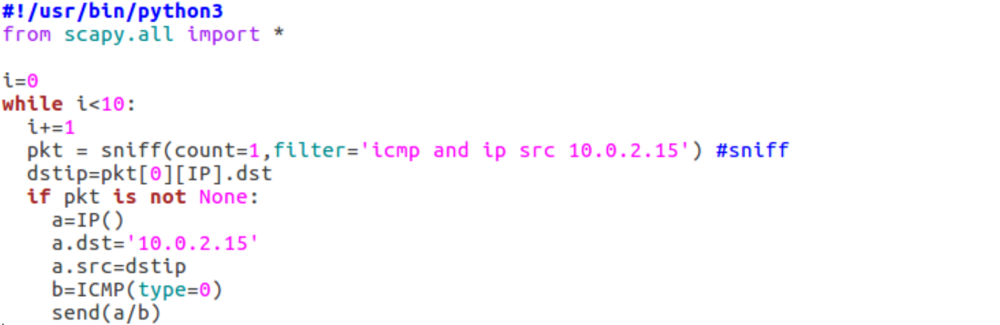 #!/usr/bin/python3
from scapy.all import *

i=0
while i<10:
  i+=1
  pkt = sniff(count=1,filter='icmp and ip src 10.0.2.15') #sniff
  dstip=pkt[0][IP].dst
  if pkt is not None:
    a=IP()
    a.dst='10.0.2.15'
    a.src=dstip
    b=ICMP(type=0)
    send(a/b)